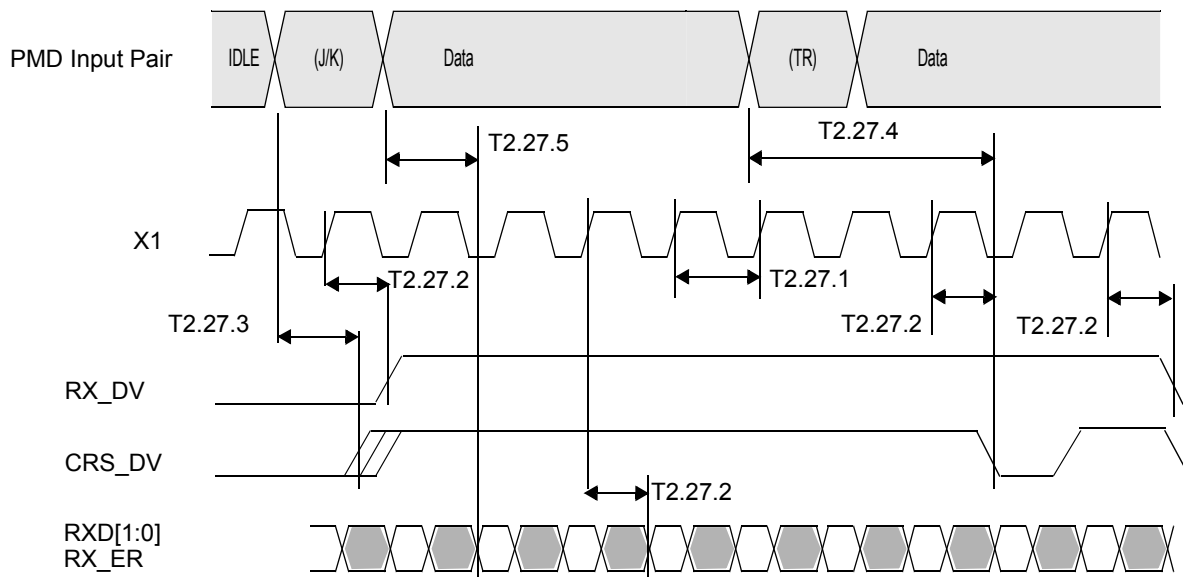 PMD Input Pair
IDLE
(J/K)
Data
(TR)
Data
T2.27.5
T2.27.4
X1
T2.27.2
T2.27.1
T2.27.3
T2.27.2
T2.27.2
RX_DV
CRS_DV
T2.27.2
RXD[1:0]
RX_ER